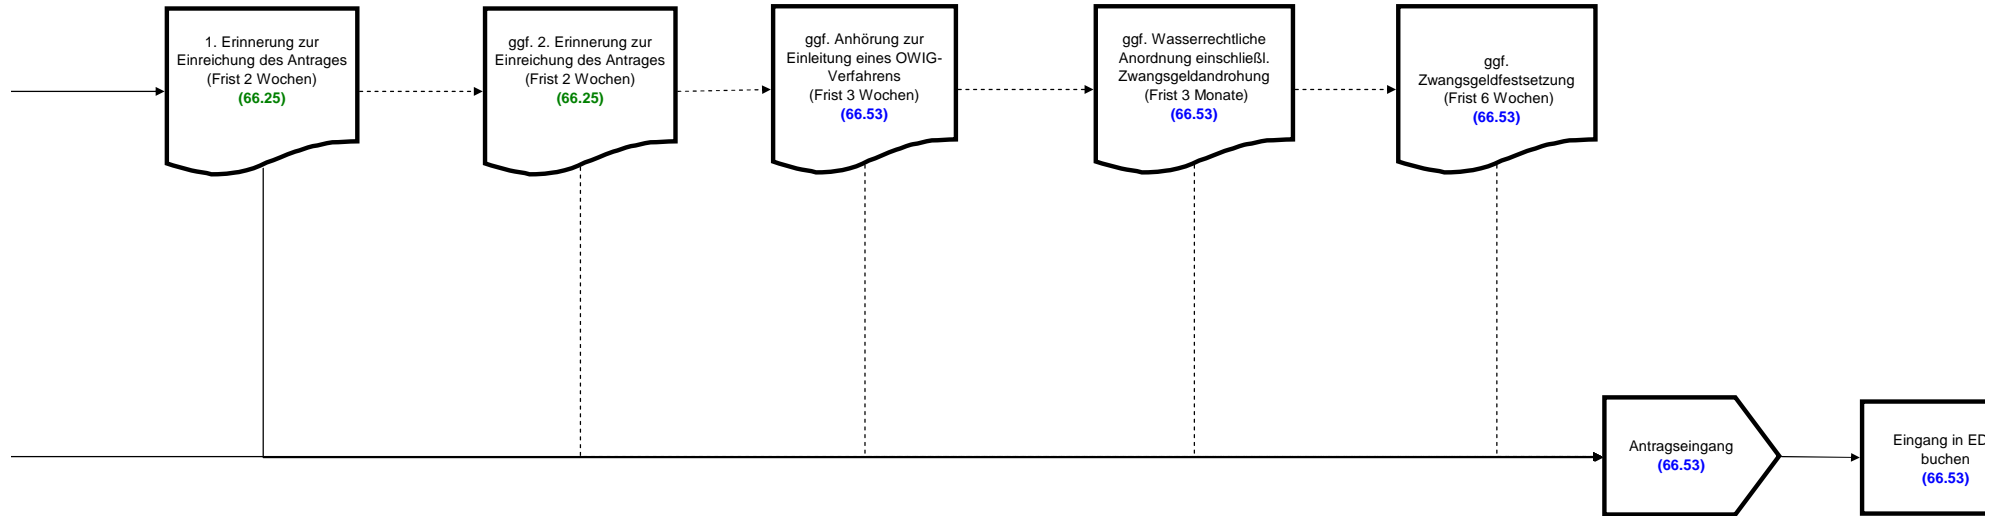 1. Erinnerung zur
Einreichung des Antrages
(Frist 2 Wochen)
(66.25)
ggf. 2. Erinnerung zur
Einreichung des Antrages
(Frist 2 Wochen)
(66.25)
ggf. Anhörung zur
Einleitung eines OWIG-
Verfahrens
(Frist 3 Wochen)
(66.53)
ggf. Wasserrechtliche
Anordnung einschließl.
Zwangsgeldandrohung
(Frist 3 Monate)
(66.53)
ggf.
Zwangsgeldfestsetzung
(Frist 6 Wochen)
(66.53)
Antragseingang
(66.53)
Eingang in
buchen
(66.53)